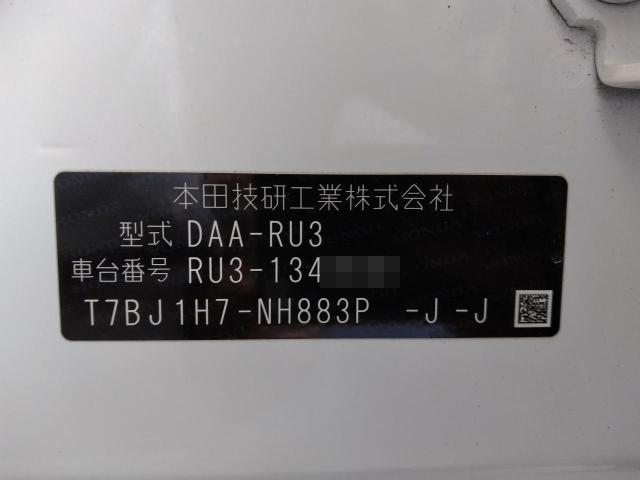 本田技研工業株式会社
型式 DAA-RU3
車台番号 RU3-134
T7BJ1H7-NH883P -J -J